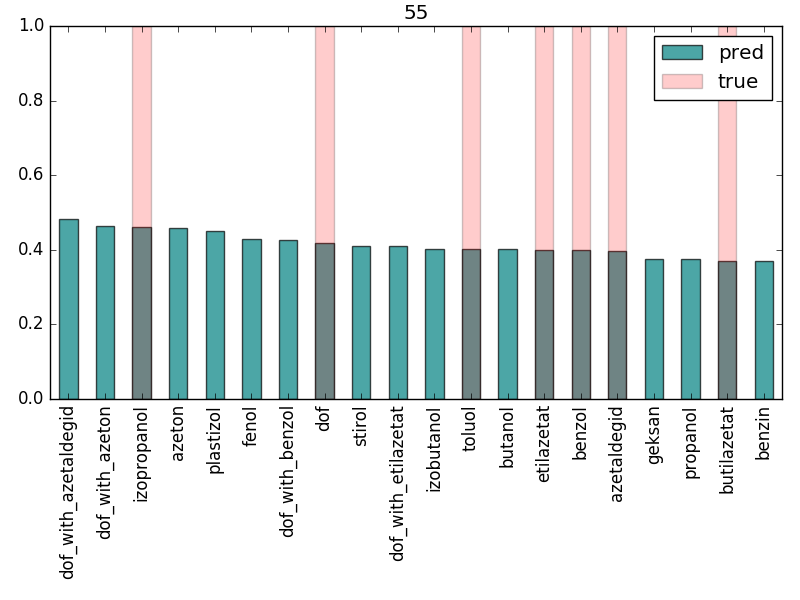 55
1.0
0.8
0.6
0.4
0.2
0.0
pred
true
dof_with_azetaldegid
dof_with_azeton
izopropanol
azeton
plastizol
fenol
dof_with_benzol
dof
stirol
dof_with_etilazetat
izobutanol
toluol
butanol
etilazetat
benzol
azetaldegid
geksan
propanol
butilazetat
benzin